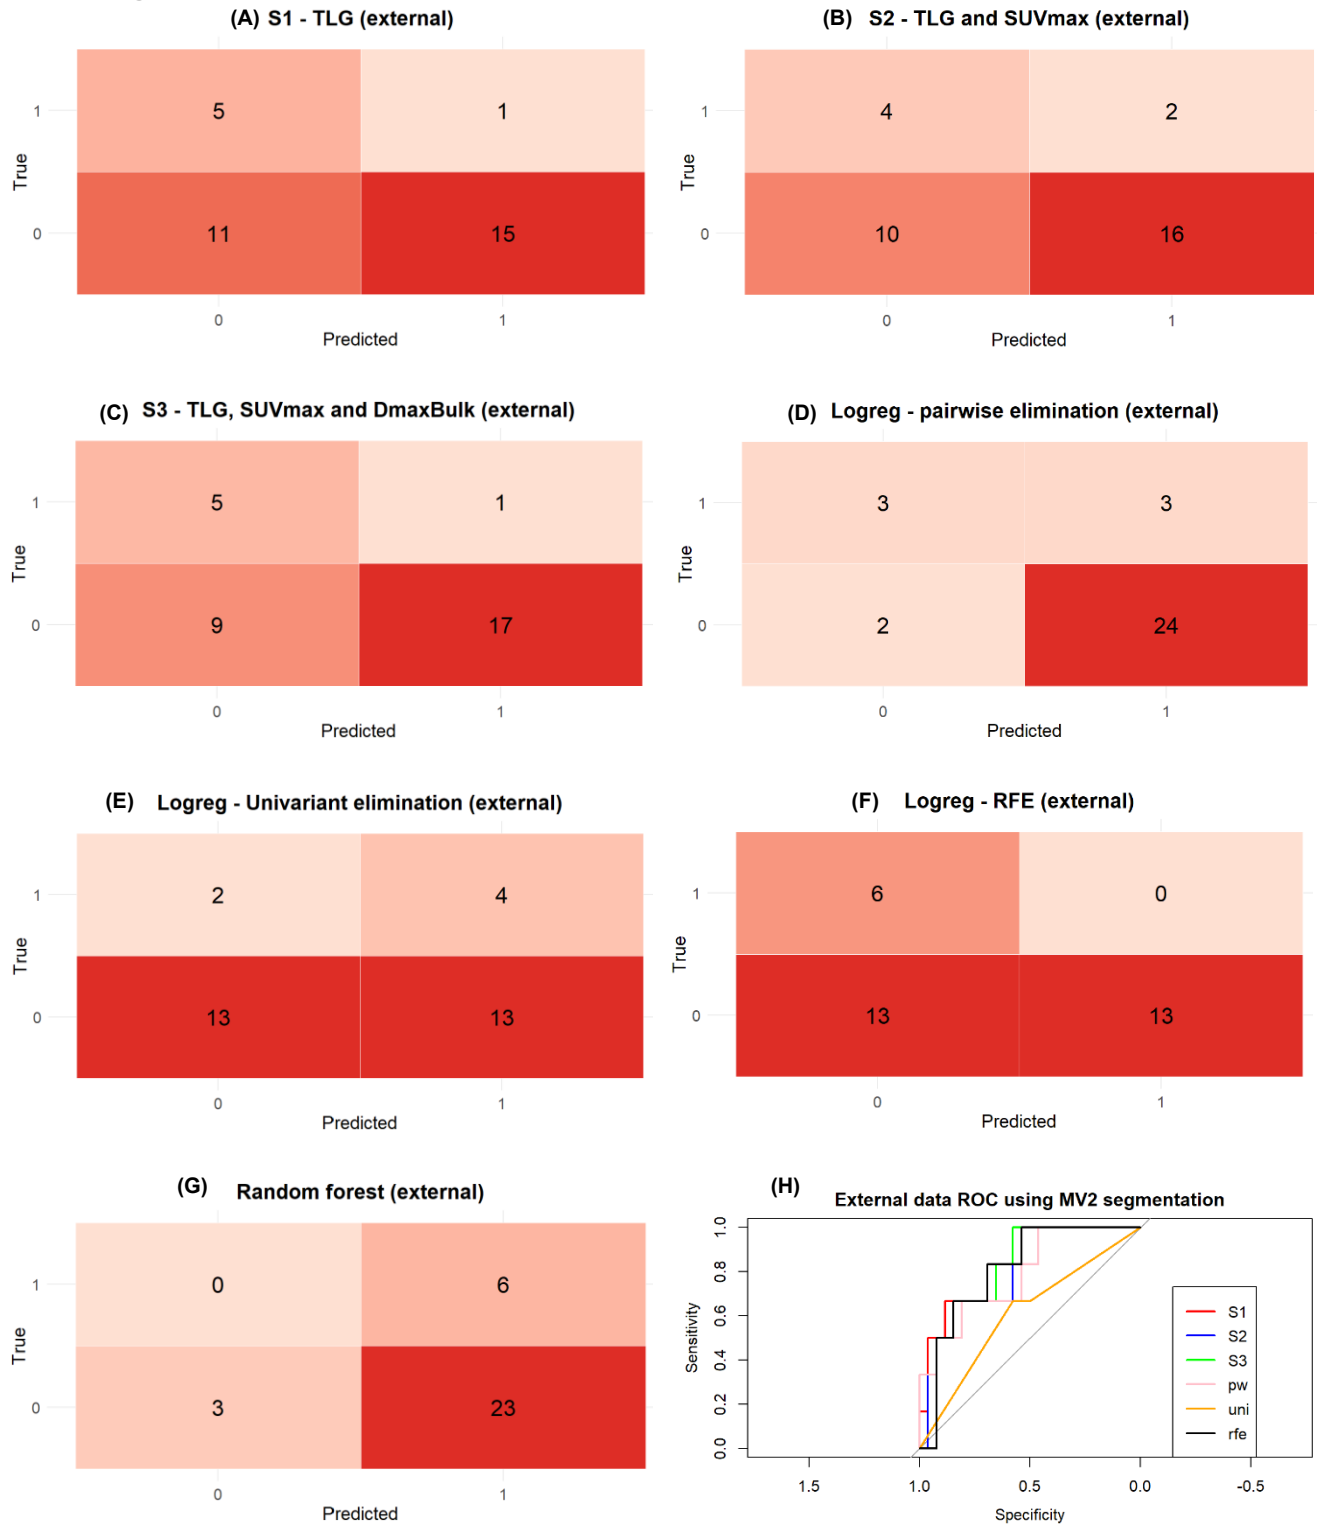 (A) S1 - TLG (external)
1
5
1
True
0
11
15
0
1
Predicted
(B) S2 - TLG and SUVmax (external)
1
4
2
True
0
10
16
0
1
Predicted
(C) S3 - TLG, SUVmax and DmaxBulk (external)
1
5
1
True
0
9
17
0
1
Predicted
(D) Logreg - pairwise elimination (external)
1
3
3
True
0
2
24
0
1
Predicted
(E) Logreg - Univariant elimination (external)
1
2
4
True
0
13
13
0
1
Predicted
(F) Logreg - RFE (external)
1
6
0
True
0
13
13
0
1
Predicted
(G) Random forest (external)
1
0
6
True
0
3
23
0
1
Predicted
(H) External data ROC using MV2 segmentation
1.0
0.8
0.6
0.4
0.2
0.0
Sensitivity
S1
S2
S3
pw
uni
rfe
1.5
1.0
0.5
0.0
-0.5
Specificity